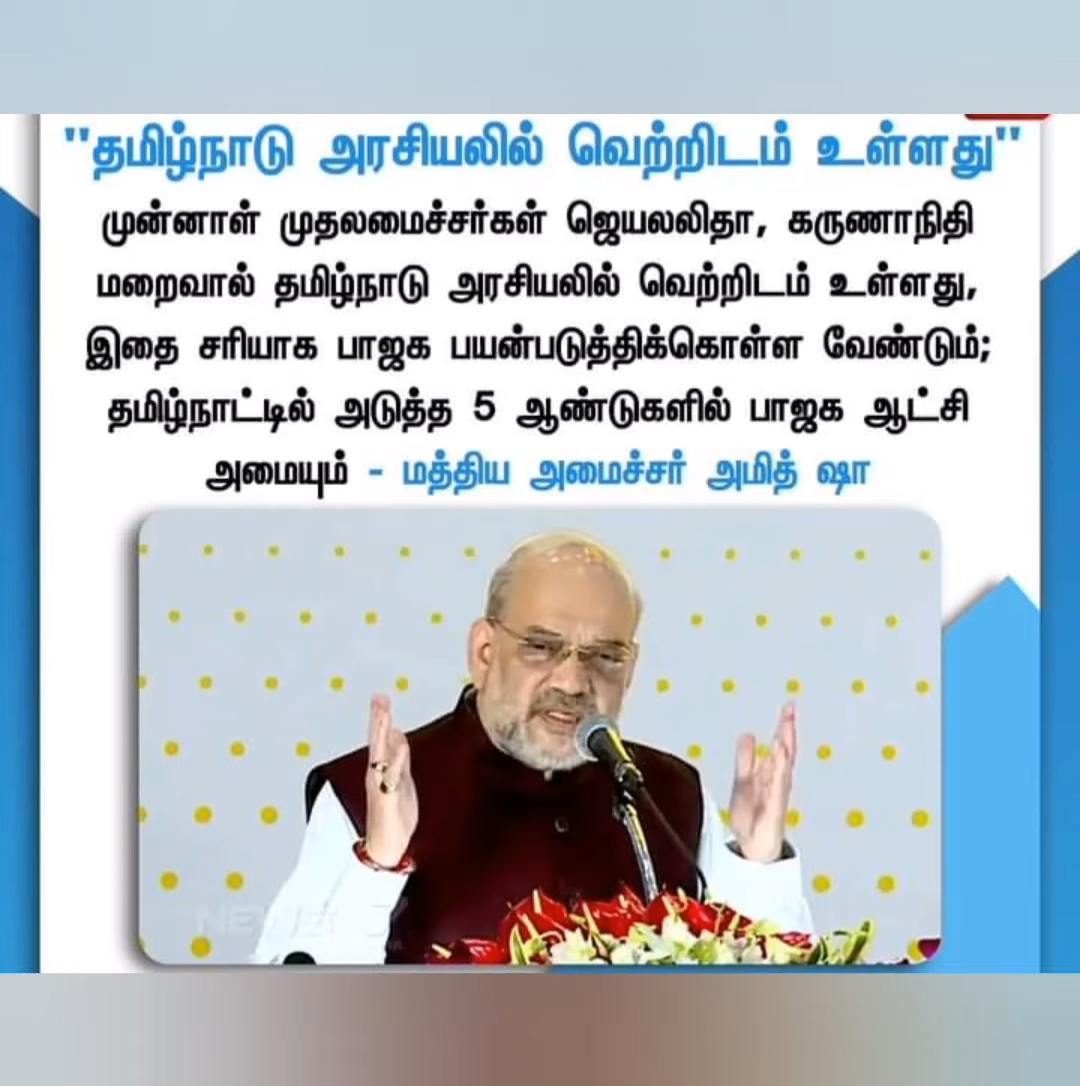 "தமிழ்நாடு அரசியலில் வெற்றிடம் உள்ளது"
முன்னாள் முதலமைச்சர்கள் ஜெயலலிதா, கருணாநிதி
மறைவால் தமிழ்நாடு அரசியலில் வெற்றிடம் உள்ளது,
இதை சரியாக பாஜக பயன்படுத்திக்கொள்ள வேண்டும்;
தமிழ்நாட்டில் அடுத்த 5 ஆண்டுகளில் பாஜக ஆட்சி
அமையும் - மத்திய அமைச்சர் அமித் ஷா